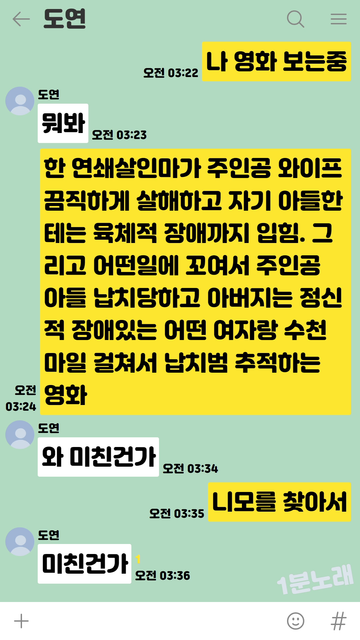 도연
나 영화 보는중
오전 03:22
도연
뭐봐
오전 03:23
한 연쇄살인마가 주인공 와이프
끔직하게 살해하고 자기 아들한
테는 육체적 장애까지 입힘. 그
리고 어떤일에 꼬여서 주인공
아들 납치당하고 아버지는 정신
적 장애있는 어떤 여자랑 수천
마일 걸쳐서 납치범 추적하는
영화
오전
03:24
도연
와 미친건가
오전 03:34
니모를 찾아서
오전 03:35
도연
미친건가
1
오전 03:36
1분노래